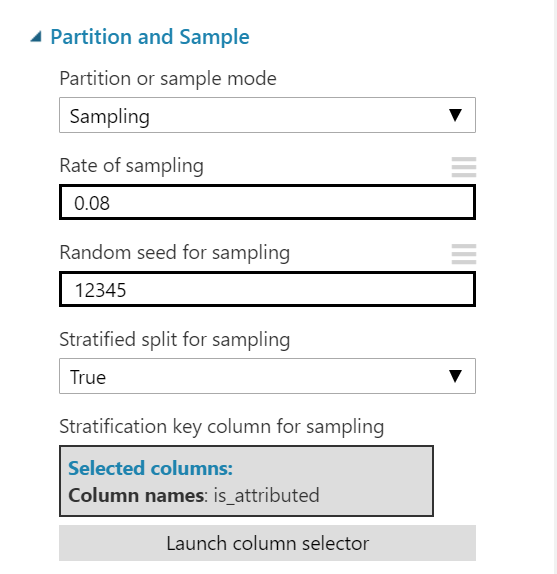 Partition and Sample
Partition or sample mode
Sampling
Rate of sampling
0.08
Random seed for sampling
12345
Stratified split for sampling
True
Stratification key column for sampling
Selected columns:
Column names: is_attributed
Launch column selector